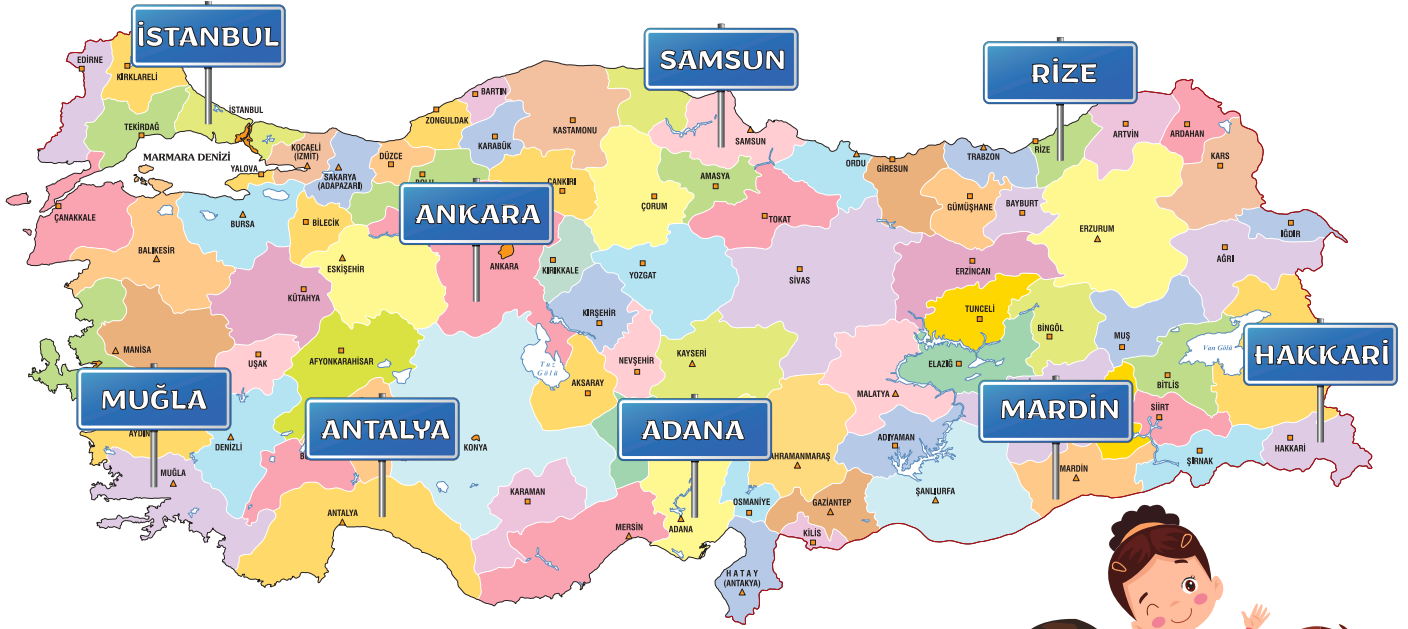 İSTANBUL
SAMSUN
RİZE
ANKARA
MUĞLA
ANTALYA
ADANA
MARDİN
HAKKARİ
EDİRNE
KIRKLARELİ
TEKİRDAĞ
İSTANBUL
MARMARA DENİZİ
YALOVA
KOCAELİ
(İZMİT)
SAKARYA
(ADAPAZARI)
DÜZCE
ZONGULDAK
BARTIN
KARABÜK
KASTAMONU
ÇANKIRI
SAMSUN
AMASYA
ÇORUM
TOKAT
ORDU
GİRESUN
TRABZON
RİZE
ARTVİN
ARDAHAN
KARS
GÜMÜŞHANE
BAYBURT
ERZURUM
IĞDIR
AĞRI
ÇANAKKALE
BALIKESİR
BURSA
BİLECİK
ESKİŞEHİR
KÜTAHYA
ANKARA
KIRIKKALE
YOZGAT
SİVAS
ERZİNCAN
TUNCELİ
BİNGÖL
MUŞ
Van Gölü
BİTLİS
MANİSA
UŞAK
AFYONKARAHİSAR
KIRŞEHİR
NEVŞEHİR
KAYSERİ
Tuz
Gölü
AKSARAY
MALATYA
ELAZIĞ
SİİRT
ŞIRNAK
HAKKARİ
AYDIN
DENİZLİ
MUĞLA
ANTALYA
KONYA
KARAMAN
MERSİN
ADANA
OSMANİYE
AHRAMANMARAŞ
ADIYAMAN
GAZİANTEP
KİLİS
ŞANLIURFA
MARDİN
HATAY
(ANTAKYA)